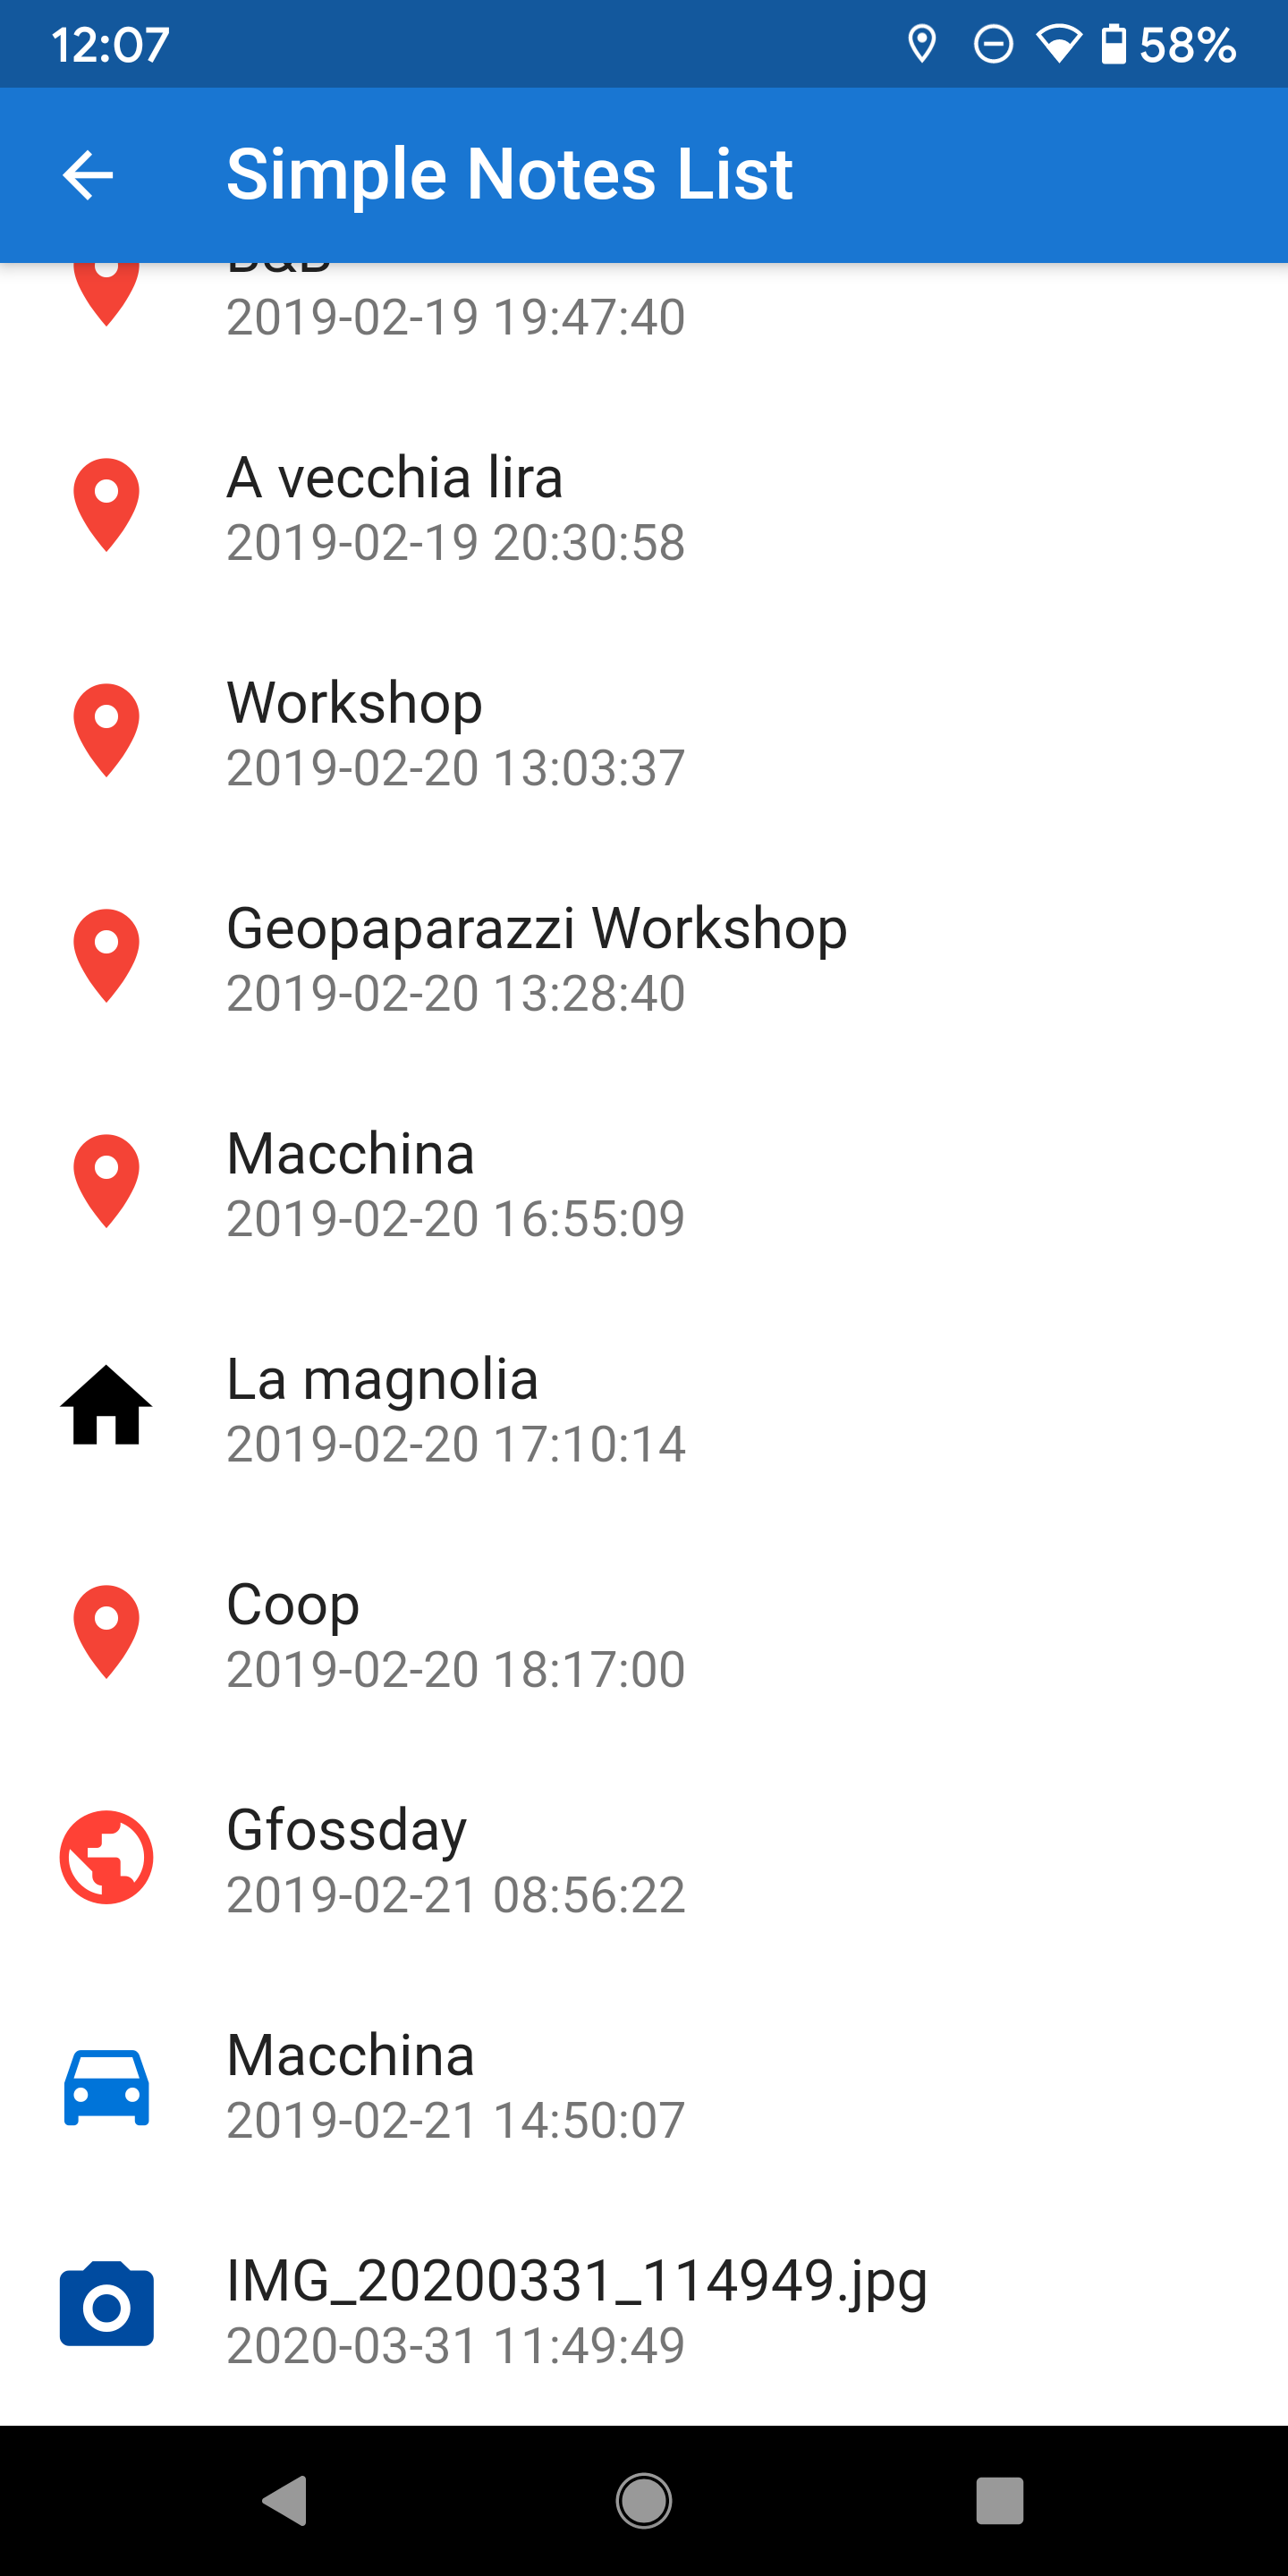 12:07
58%
Simple Notes List
B&B
2019-02-19 19:47:40
A vecchia lira
2019-02-19 20:30:58
Workshop
2019-02-20 13:03:37
Geopaparazzi Workshop
2019-02-20 13:28:40
Macchina
2019-02-20 16:55:09
La magnolia
2019-02-20 17:10:14
Coop
2019-02-20 18:17:00
Gfossday
2019-02-21 08:56:22
Macchina
2019-02-21 14:50:07
IMG_20200331_114949.jpg
2020-03-31 11:49:49